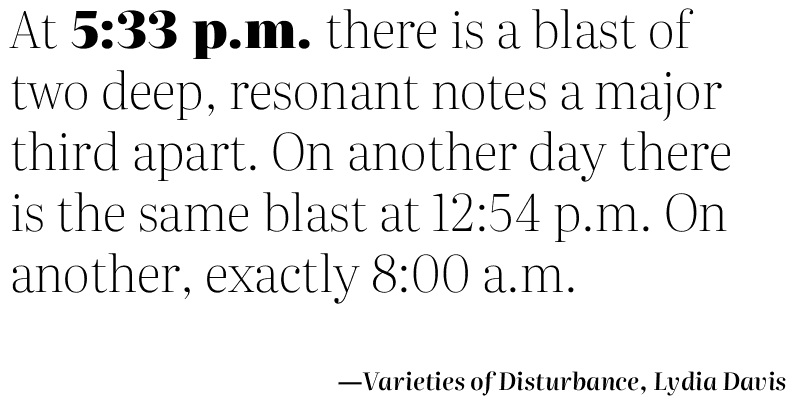 At 5:33 p.m. there is a blast of
two deep, resonant notes a major
third apart. On another day there
is the same blast at 12:54 p.m. On
another, exactly 8:00 a.m.
—Varieties of Disturbance, Lydia Davis